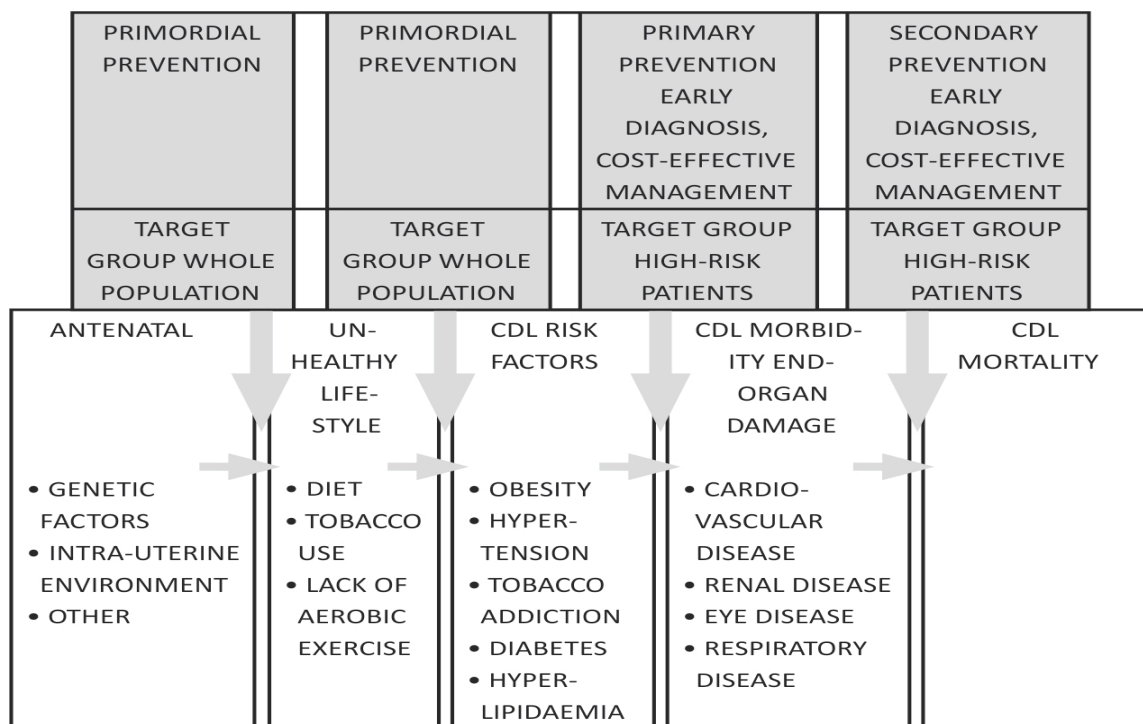 PRIMORDIAL
PREVENTION
PRIMORDIAL
PREVENTION
PRIMARY
PREVENTION
EARLY
DIAGNOSIS,
COST-EFFECTIVE
MANAGEMENT
SECONDARY
PREVENTION
EARLY
DIAGNOSIS,
COST-EFFECTIVE
MANAGEMENT
TARGET
GROUP WHOLE
POPULATION
TARGET
GROUP WHOLE
POPULATION
TARGET GROUP
HIGH-RISK
PATIENTS
TARGET GROUP
HIGH-RISK
PATIENTS
ANTENATAL
• GENETIC
FACTORS
• INTRA-UTERINE
ENVIRONMENT
• OTHER
UN-
HEALTHY
LIFE-
STYLE
• DIET
• TOBACCO
USE
• LACK OF
AEROBIC
EXERCISE
CDL RISK
FACTORS
• OBESITY
• HYPER-
TENSION
• TOBACCO
ADDICTION
• DIABETES
• HYPER-
LIPIDAEMIA
CDL MORBID-
ITY END-
ORGAN
DAMAGE
• CARDIO-
VASCULAR
DISEASE
• RENAL DISEASE
• EYE DISEASE
• RESPIRATORY
DISEASE
CDL
MORTALITY